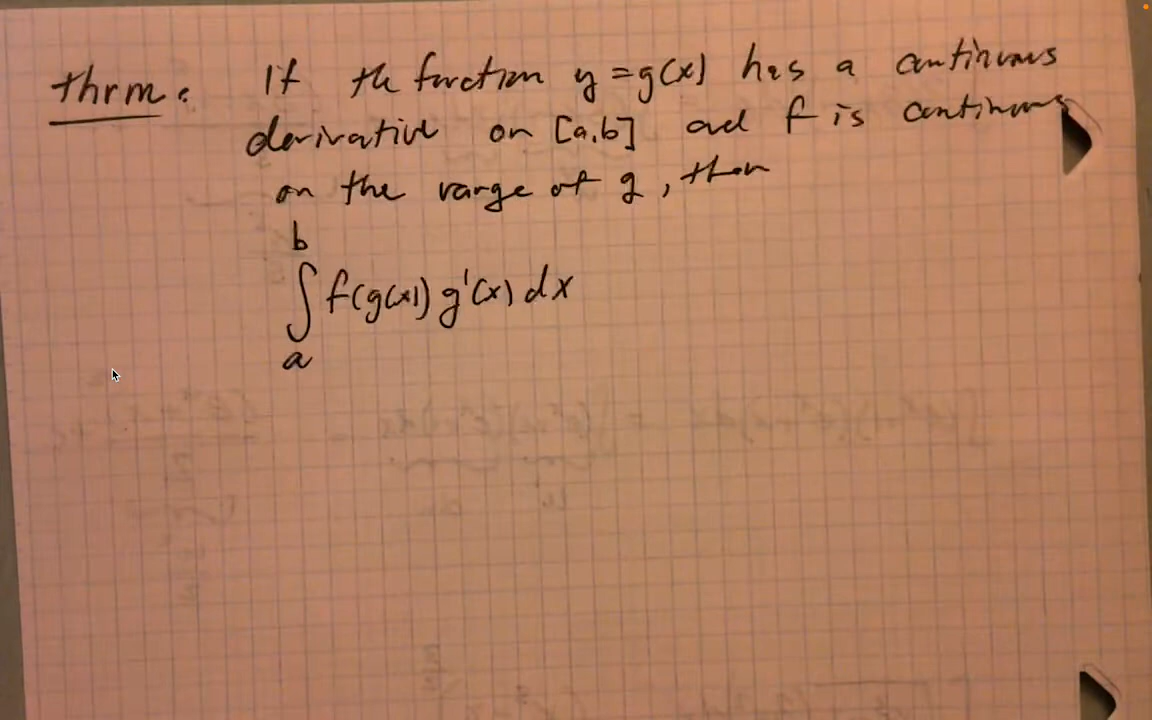 thrm: If the function y = g(x) has a continuous
derivative on [a,b] and f is continuous
on the range of g, then
b
∫ f(g(x)) g'(x) dx
a